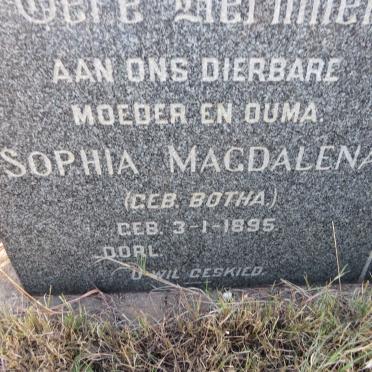 AAN ONS DIERBARE
MOEDER EN OUMA.
SOPHIA MAGDALENA
(GEB. BOTHA.)
GEB. 3-1-1895.
OORL.
U WIL GESKIED.